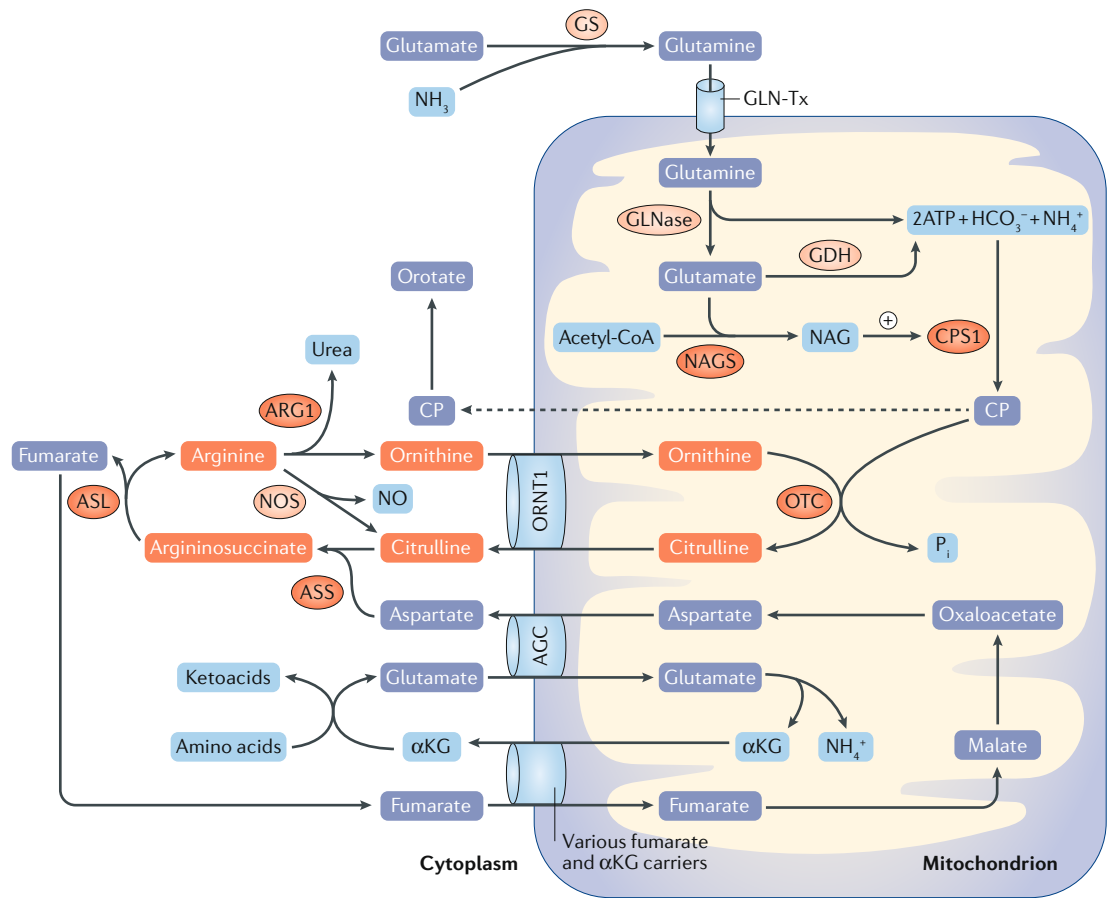 GS
Glutamate
Glutamine
NH₃
GLN-Tx
Glutamine
GLNase
2ATP + HCO₃⁻ + NH₄⁺
GDH
Orotate
Glutamate
Acetyl-CoA
NAG
+
CPS1
Urea
NAGS
ARG1
CP
CP
Fumarate
Arginine
Ornithine
Ornithine
ASL
NOS
NO
ORNT1
OTC
Argininosuccinate
Citrulline
Citrulline
Pᵢ
ASS
Aspartate
Aspartate
Oxaloacetate
AGC
Ketoacids
Glutamate
Glutamate
Amino acids
αKG
αKG
NH₄⁺
Malate
Fumarate
Fumarate
Various fumarate
and αKG carriers
Cytoplasm
Mitochondrion